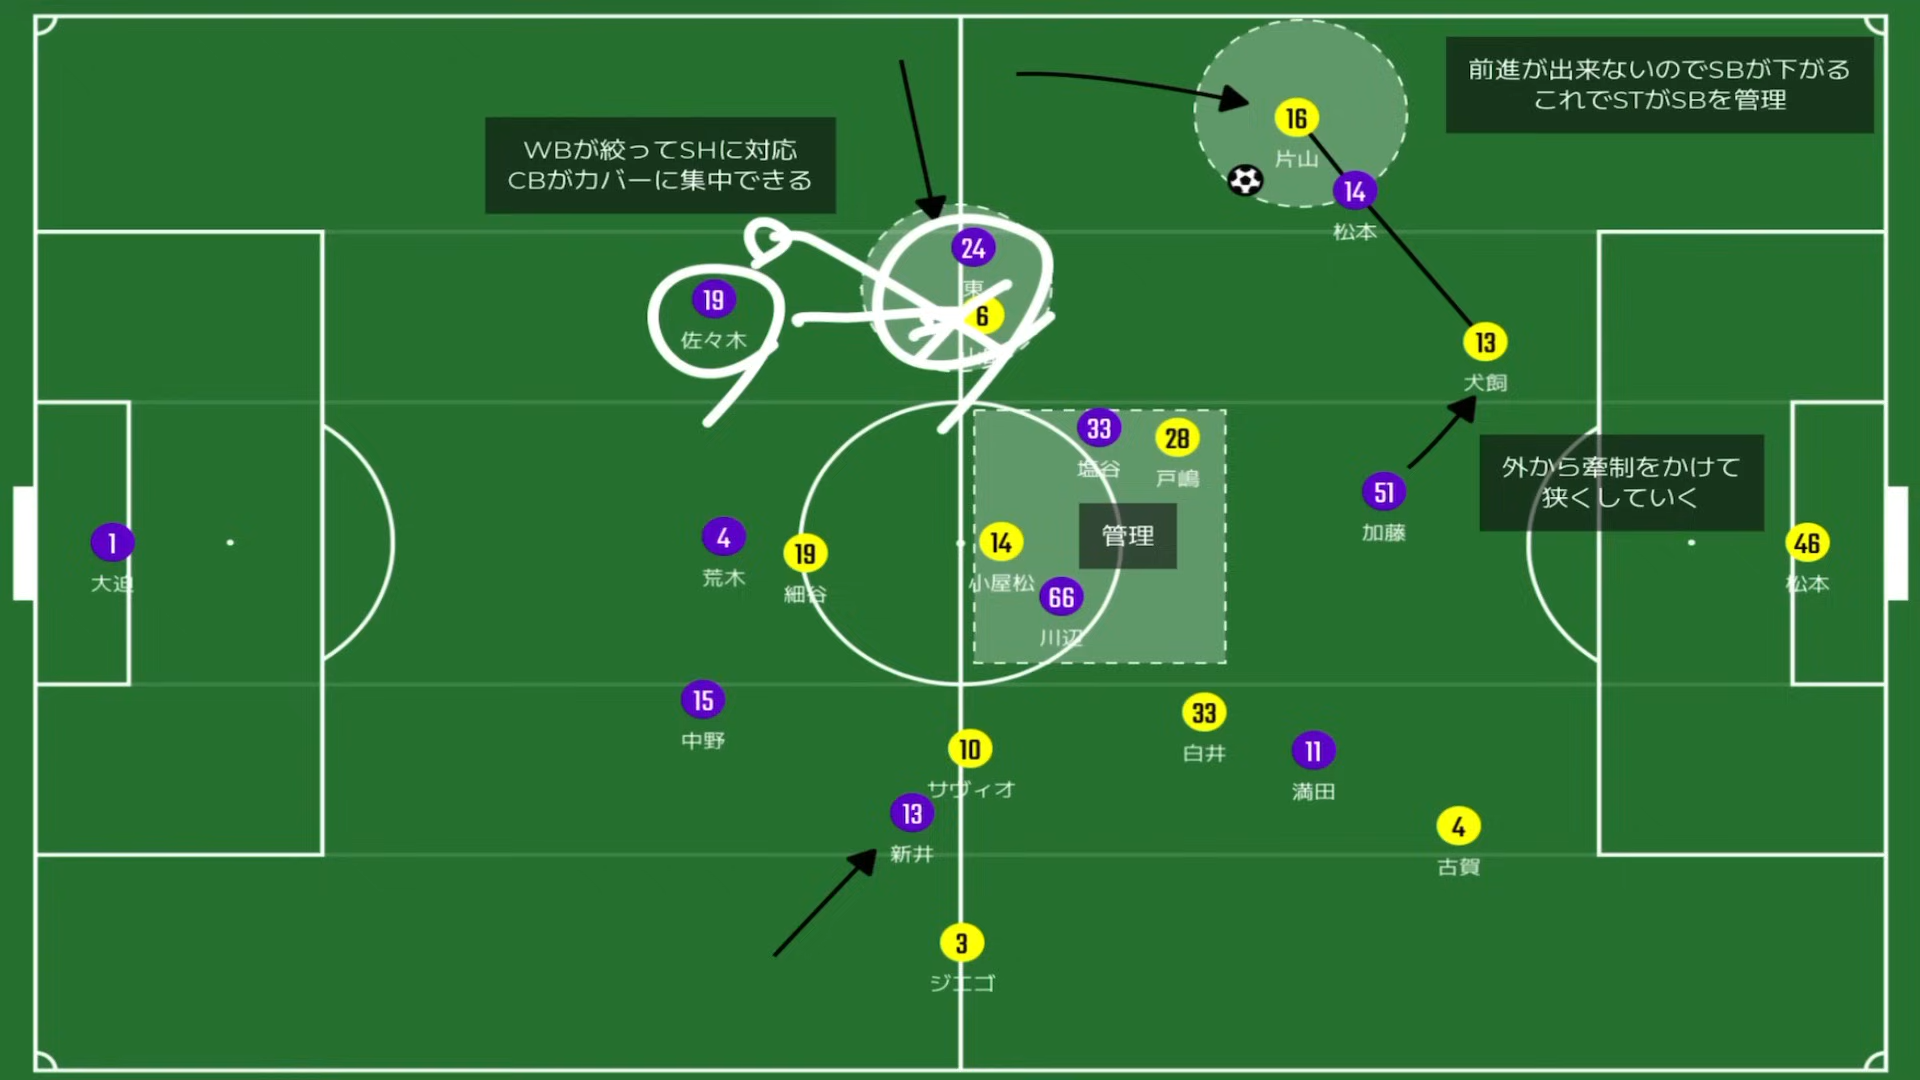 前進が出来ないのでSBが下がる
これでSTがSBを管理
WBが絞ってSHに対応
CBがカバーに集中できる
16
片山
14
松本
24
東
6
19
佐々木
13
犬飼
33
塩谷
28
戸嶋
外から牽制をかけて
狭くしていく
51
加藤
1
大迫
4
荒木
19
細谷
14
小屋松
管理
46
松本
66
川辺
15
中野
33
白井
10
サヴィオ
11
満田
13
新井
4
古賀
3
ジエゴ